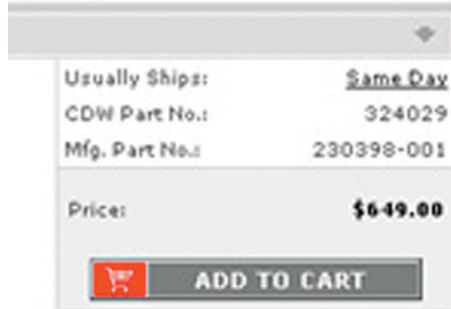 Usually Ships: Same Day
CDW Part No.: 324029
Mfg. Part No.: 230398-001
Price: $649.00
ADD TO CART